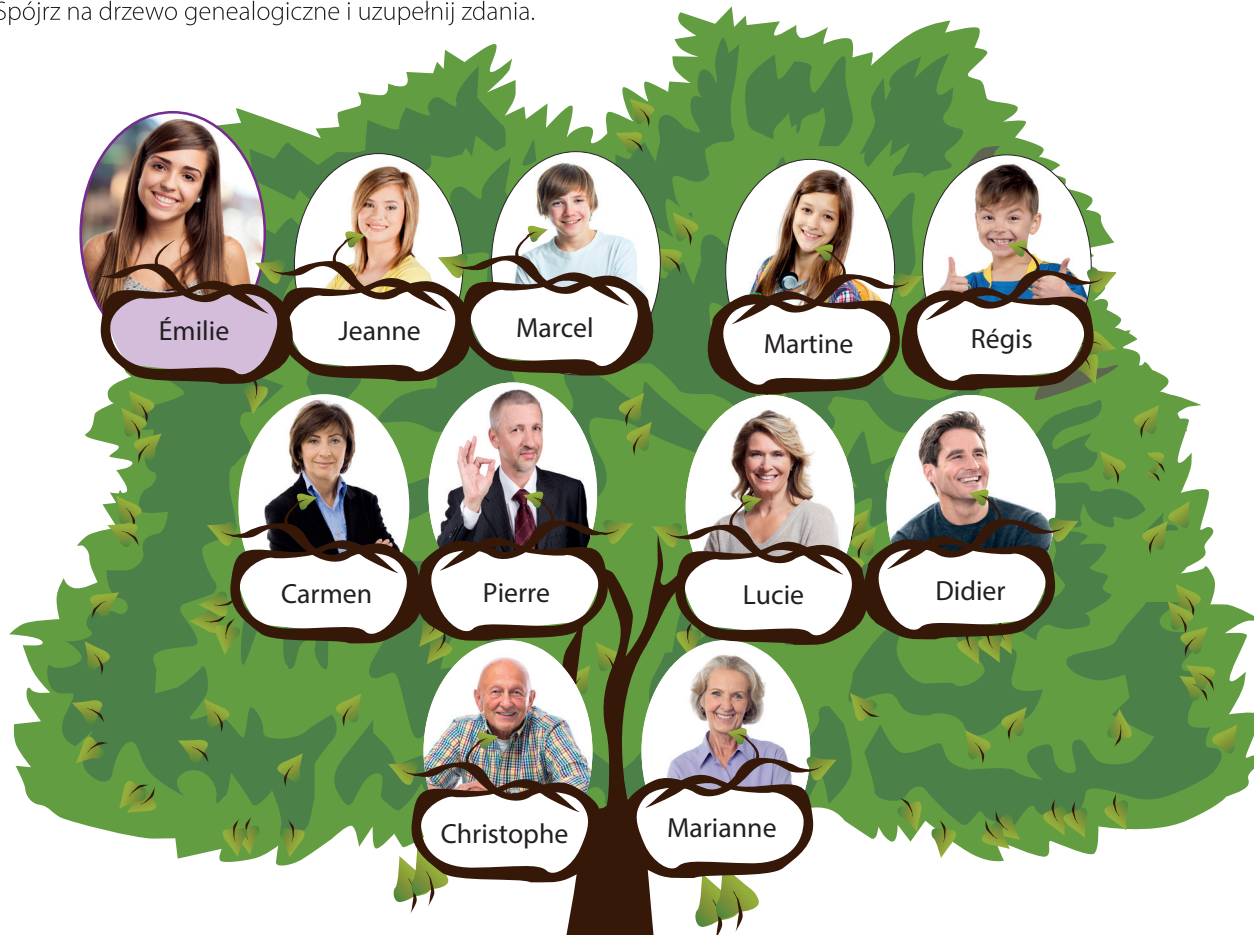 Spójrz na drzewo genealogiczne i uzupełnij zdania.
Émilie
Jeanne
Marcel
Martine
Régis
Carmen
Pierre
Lucie
Didier
Christophe
Marianne